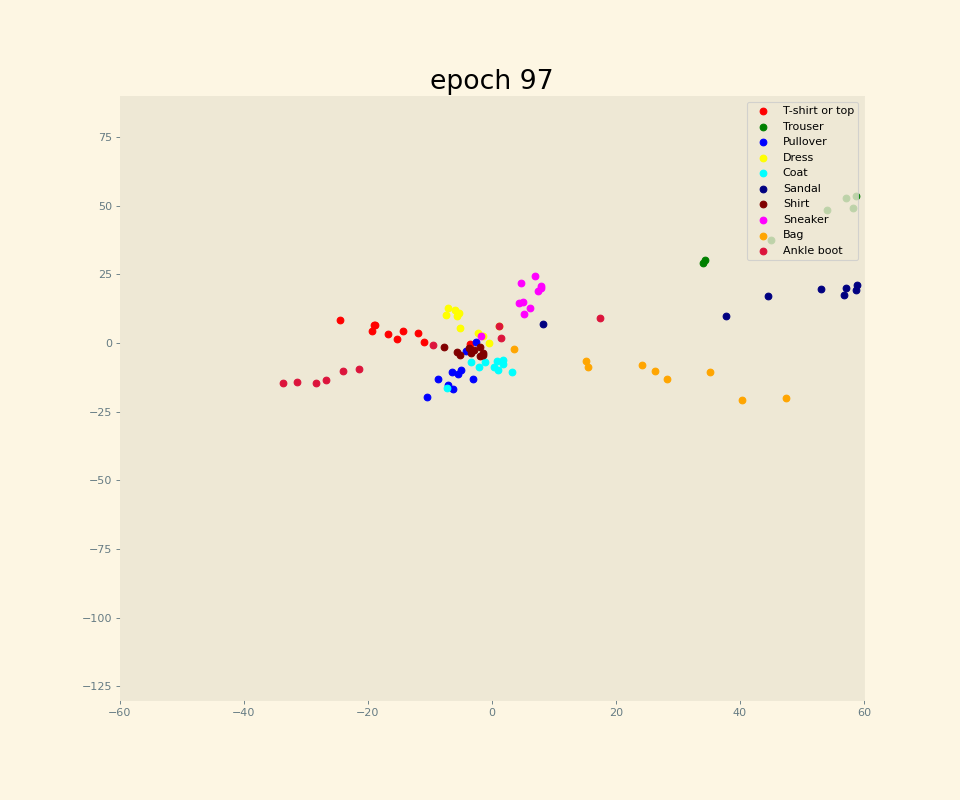 epoch 97
T-shirt or top
Trouser
Pullover
Dress
Coat
Sandal
Shirt
Sneaker
Bag
Ankle boot
75
50
25
0
−25
−50
−75
−100
−125
−60 −40 −20 0 20 40 60